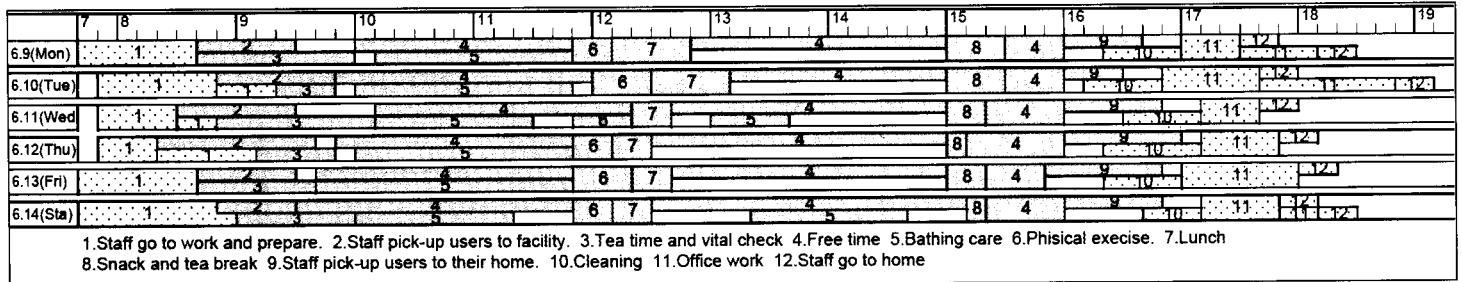 7 8 9 10 11 12 13 14 15 16 17 18 19
6.9(Mon) 1 2 3 4 5 6 7 4 8 4 9 10 11 12 11 12
6.10(Tue) 1 2 1 3 4 5 6 7 4 8 4 9 10 11 12 11 12
6.11(Wed 1 2 1 3 4 5 6 7 4 5 8 4 9 10 11 12
6.12(Thu) 1 2 1 3 4 5 6 7 4 8 4 9 10 11 12
6.13(Fri) 1 2 3 4 5 6 7 4 8 4 9 10 11 12
6.14(Sta) 1 2 3 4 5 6 7 4 5 8 4 9 10 11 12 11 12
1.Staff go to work and prepare. 2.Staff pick-up users to facility. 3.Tea time and vital check 4.Free time 5.Bathing care 6.Phisical execise. 7.Lunch
8.Snack and tea break 9.Staff pick-up users to their home. 10.Cleaning 11.Office work 12.Staff go to home